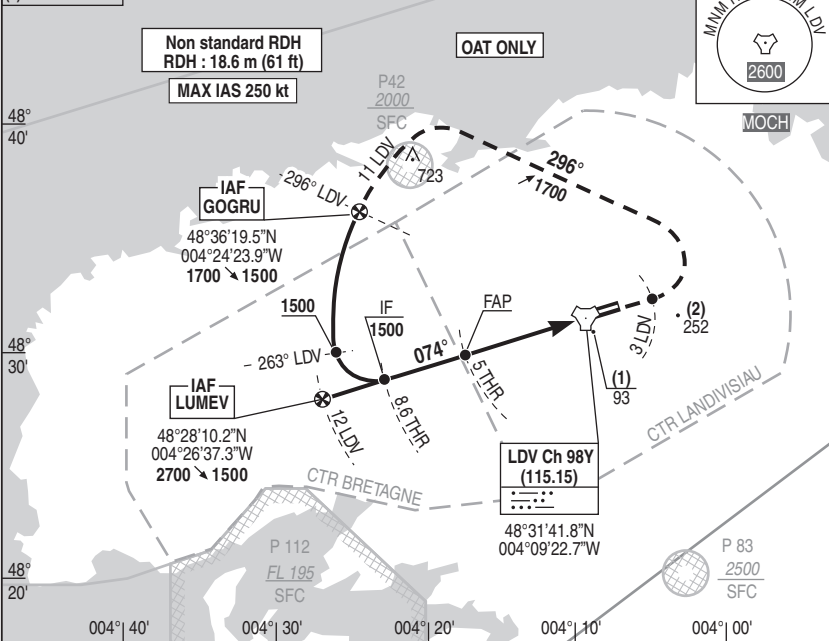 Non standard RDH
RDH : 18.6 m (61 ft)
MAX IAS 250 kt
OAT ONLY
2600
MOCH
P42
2000
SFC
723
48°
40'
11 LDV
296° LDV
296°
1700
IAF
GOGRU
48°36'19.5"N
004°24'23.9"W
1700 ↘ 1500
1500
IF
1500
FAP
48°
30'
263° LDV
074°
3 LDV
(2)
252
IAF
LUMEV
48°28'10.2"N
004°26'37.3"W
2700 ↘ 1500
12 LDV
8.6 THR
5 THR
(1)
93
CTR LANDIVISIAU
CTR BRETAGNE
LDV Ch 98Y
(115.15)
48°31'41.8"N
004°09'22.7"W
P 112
FL 195
SFC
P 83
2500
SFC
48°
20'
004° 40'
004° 30'
004° 20'
004° 10'
004° 00'